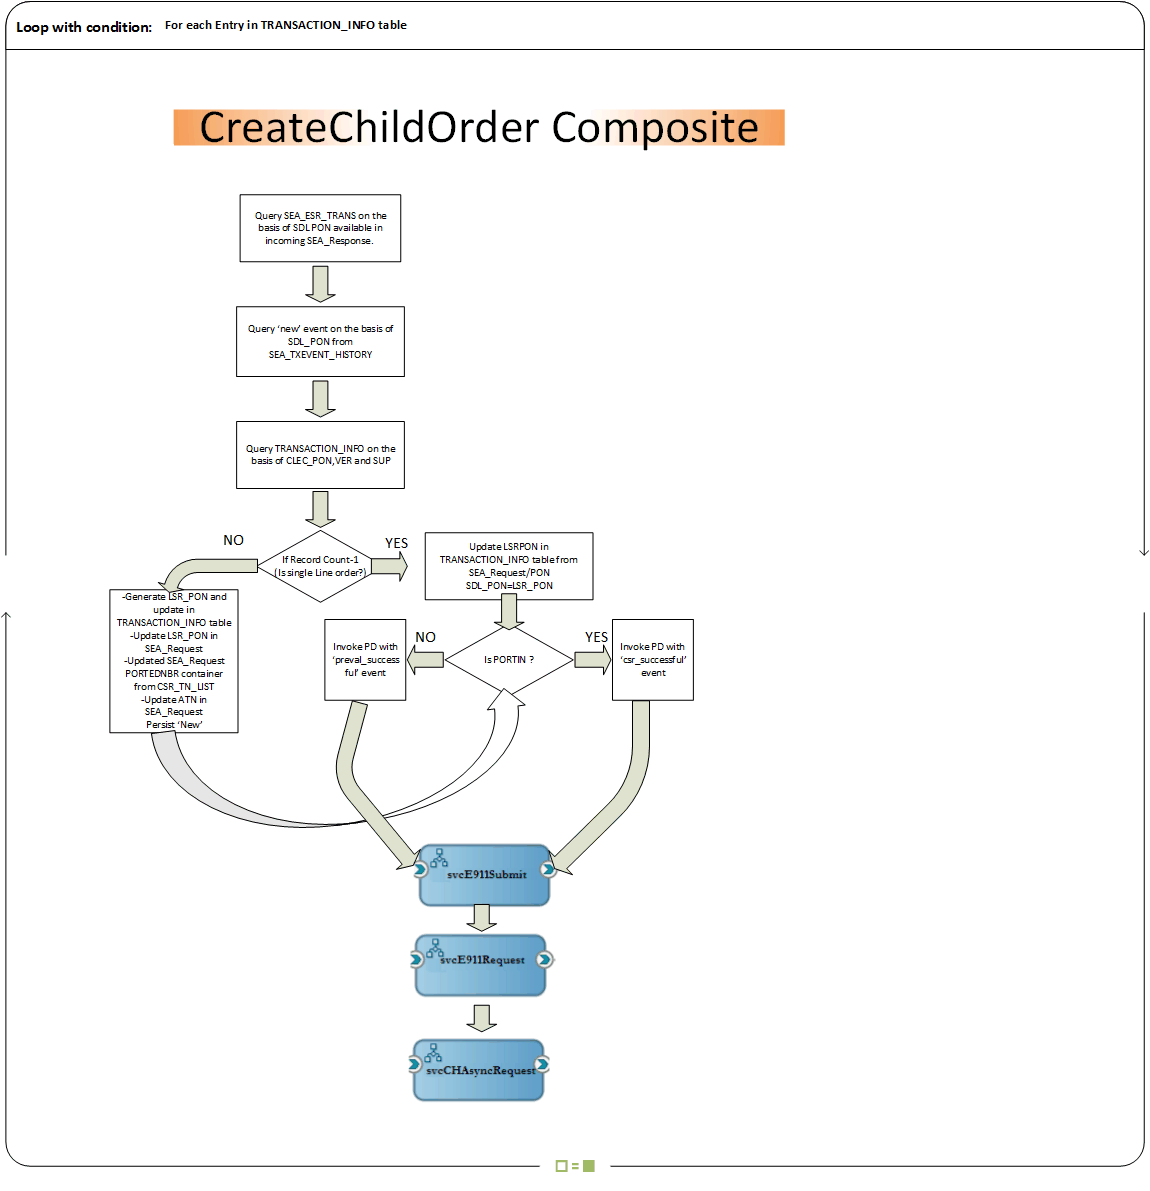 Loop with condition: For each Entry in TRANSACTION_INFO table
CreateChildOrder Composite
Query SEA_ESR_TRANS on the
basis of SDL PON available in
incoming SEA_Response.
Query ‘new’ event on the basis of
SDL_PON from
SEA_TXEVENT_HISTORY
Query TRANSACTION_INFO on the
basis of CLEC_PON,VER and SUP
NO
If Record Count-1
(Is single Line order?)
YES
Update LSRPON in
TRANSACTION_INFO table from
SEA_Request/PON
SDL_PON=LSR_PON
-Generate LSR_PON and
update in
TRANSACTION_INFO table
-Update LSR_PON in
SEA_Request
-Updated SEA_Request
PORTEDNBR container
from CSR_TN_LIST
-Update ATN in
SEA_Request
Persist ‘New’
Invoke PD with
‘preval_succes
ful’ event
NO
Is PORTIN ?
YES
Invoke PD with
‘csr_successful’
event
svcE911Submit
svcE911Request
svcCHAsyncRequest
=